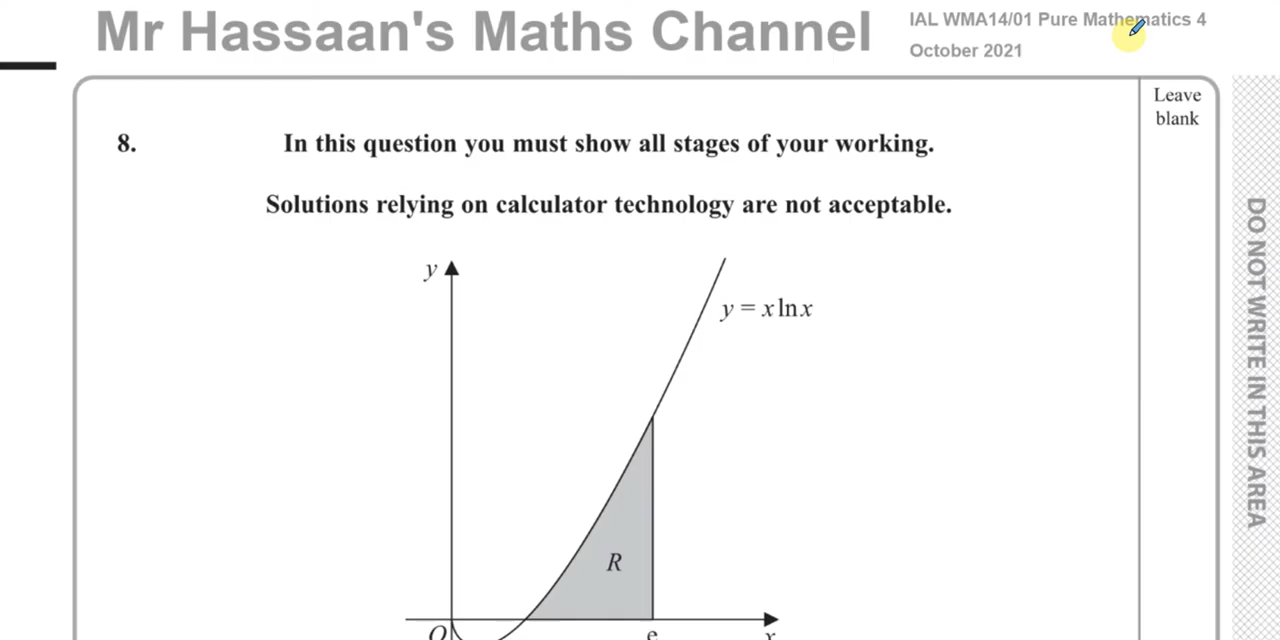 Mr Hassaan's Maths Channel
IAL WMA14/01 Pure Mathematics 4
October 2021
Leave
blank
8.
In this question you must show all stages of your working.
Solutions relying on calculator technology are not acceptable.
y
y = x ln x
R
O
e
x
DO NOT WRITE IN THIS AREA